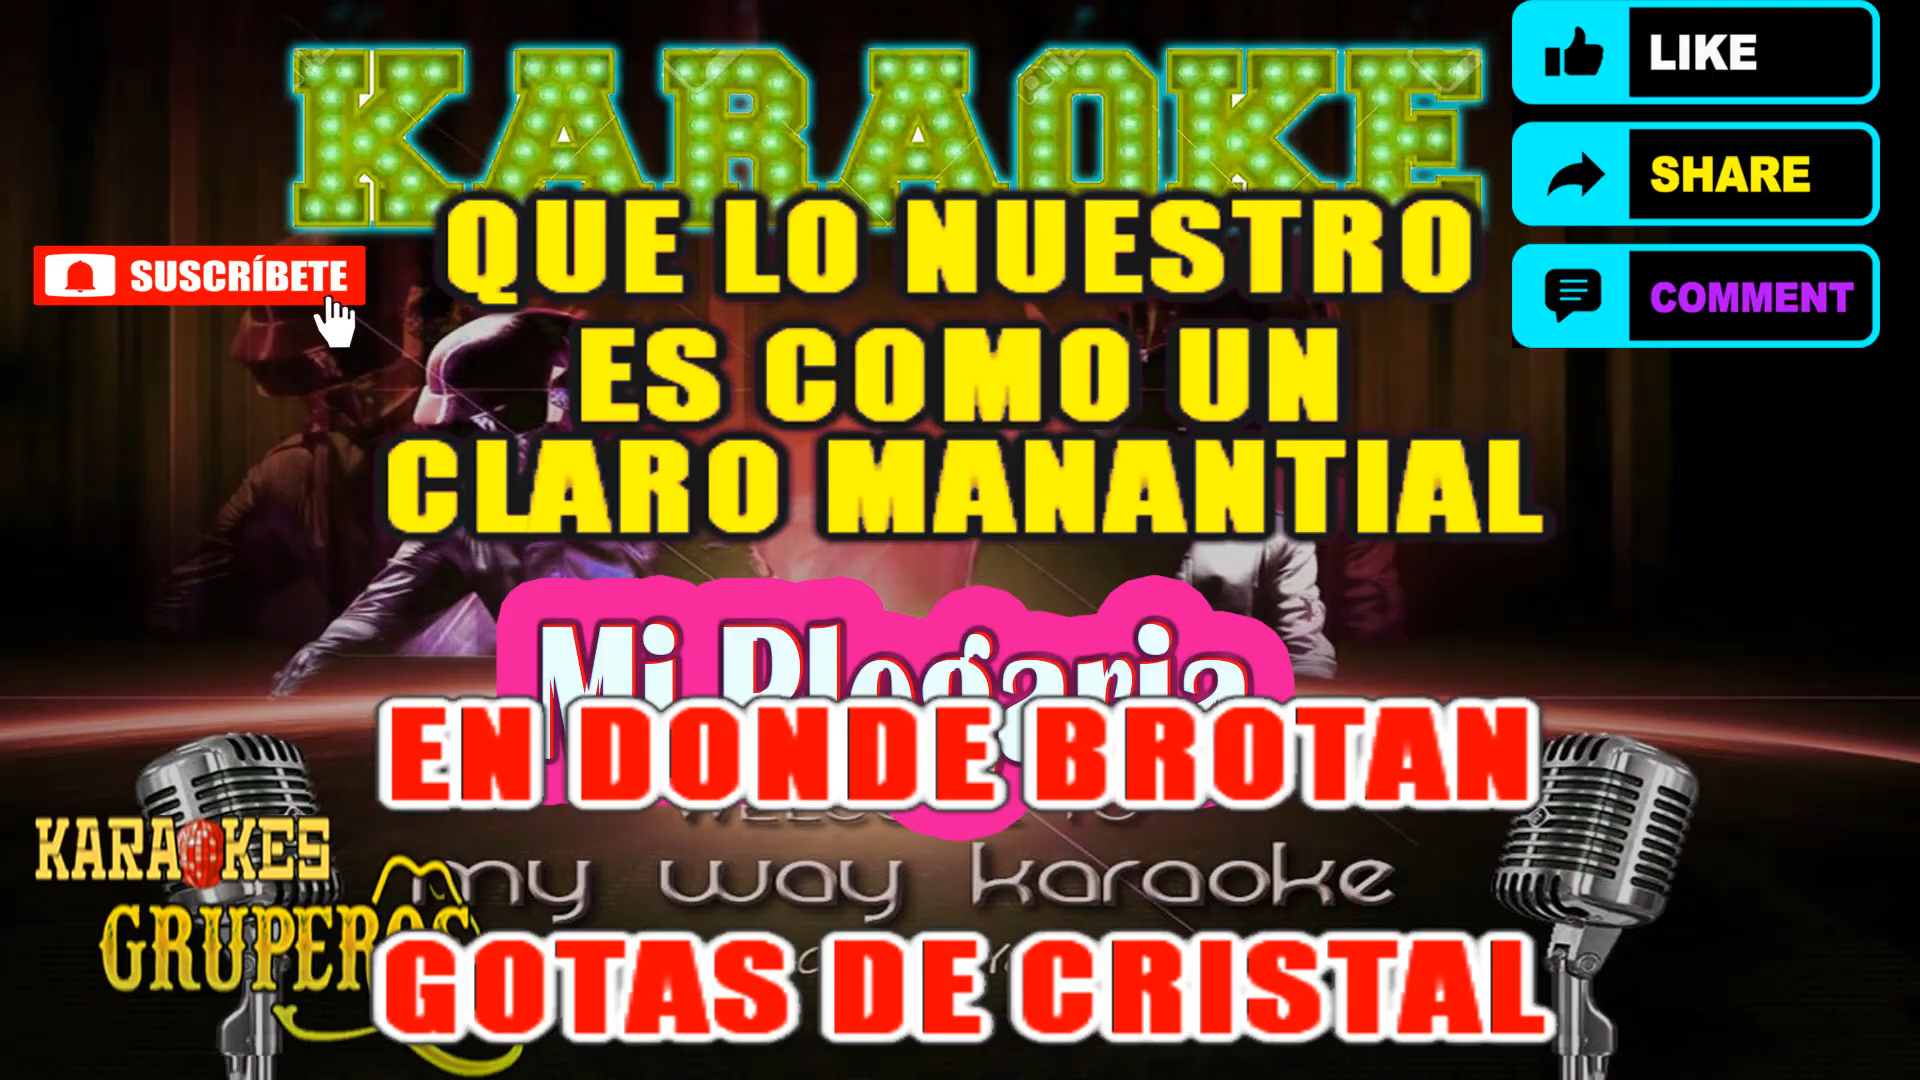 KARAOKE
LIKE
SHARE
SUSCRÍBETE
COMMENT
QUE LO NUESTRO
ES COMO UN
CLARO MANANTIAL
Mi Plegaria
EN DONDE BROTAN
my way karaoke
KARAOKES
GRUPEROS
GOTAS DE CRISTAL